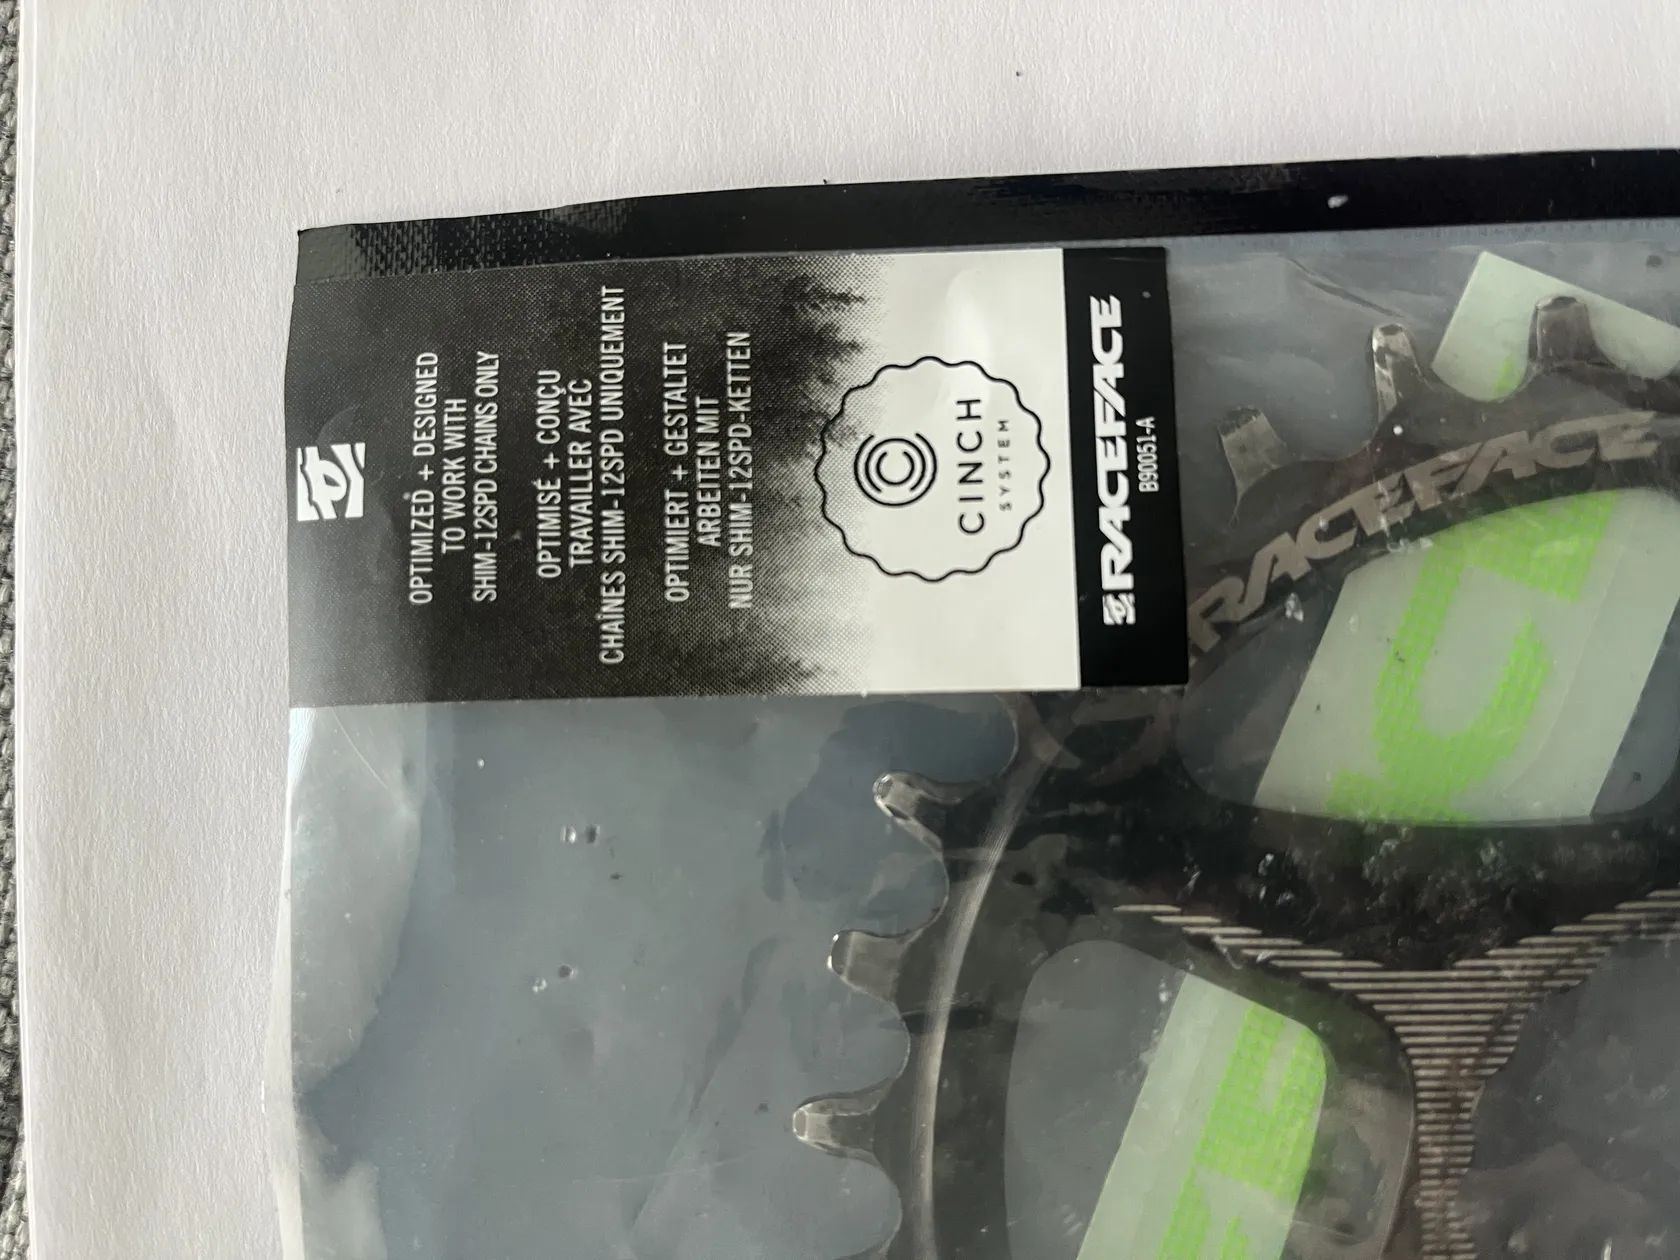 OPTIMIZED + DESIGNED
TO WORK WITH
SHIM-12SPD CHAINS ONLY
OPTIMISÉ + CONÇU
TRAVAILLER AVEC
CHAÎNES SHIM-12SPD UNIQUEMENT
OPTIMIERT + GESTALTET
ARBEITEN MIT
NUR SHIM-12SPD-KETTEN
CINCH
SYSTEM
RACEFACE
B90051-A
RACEFACE